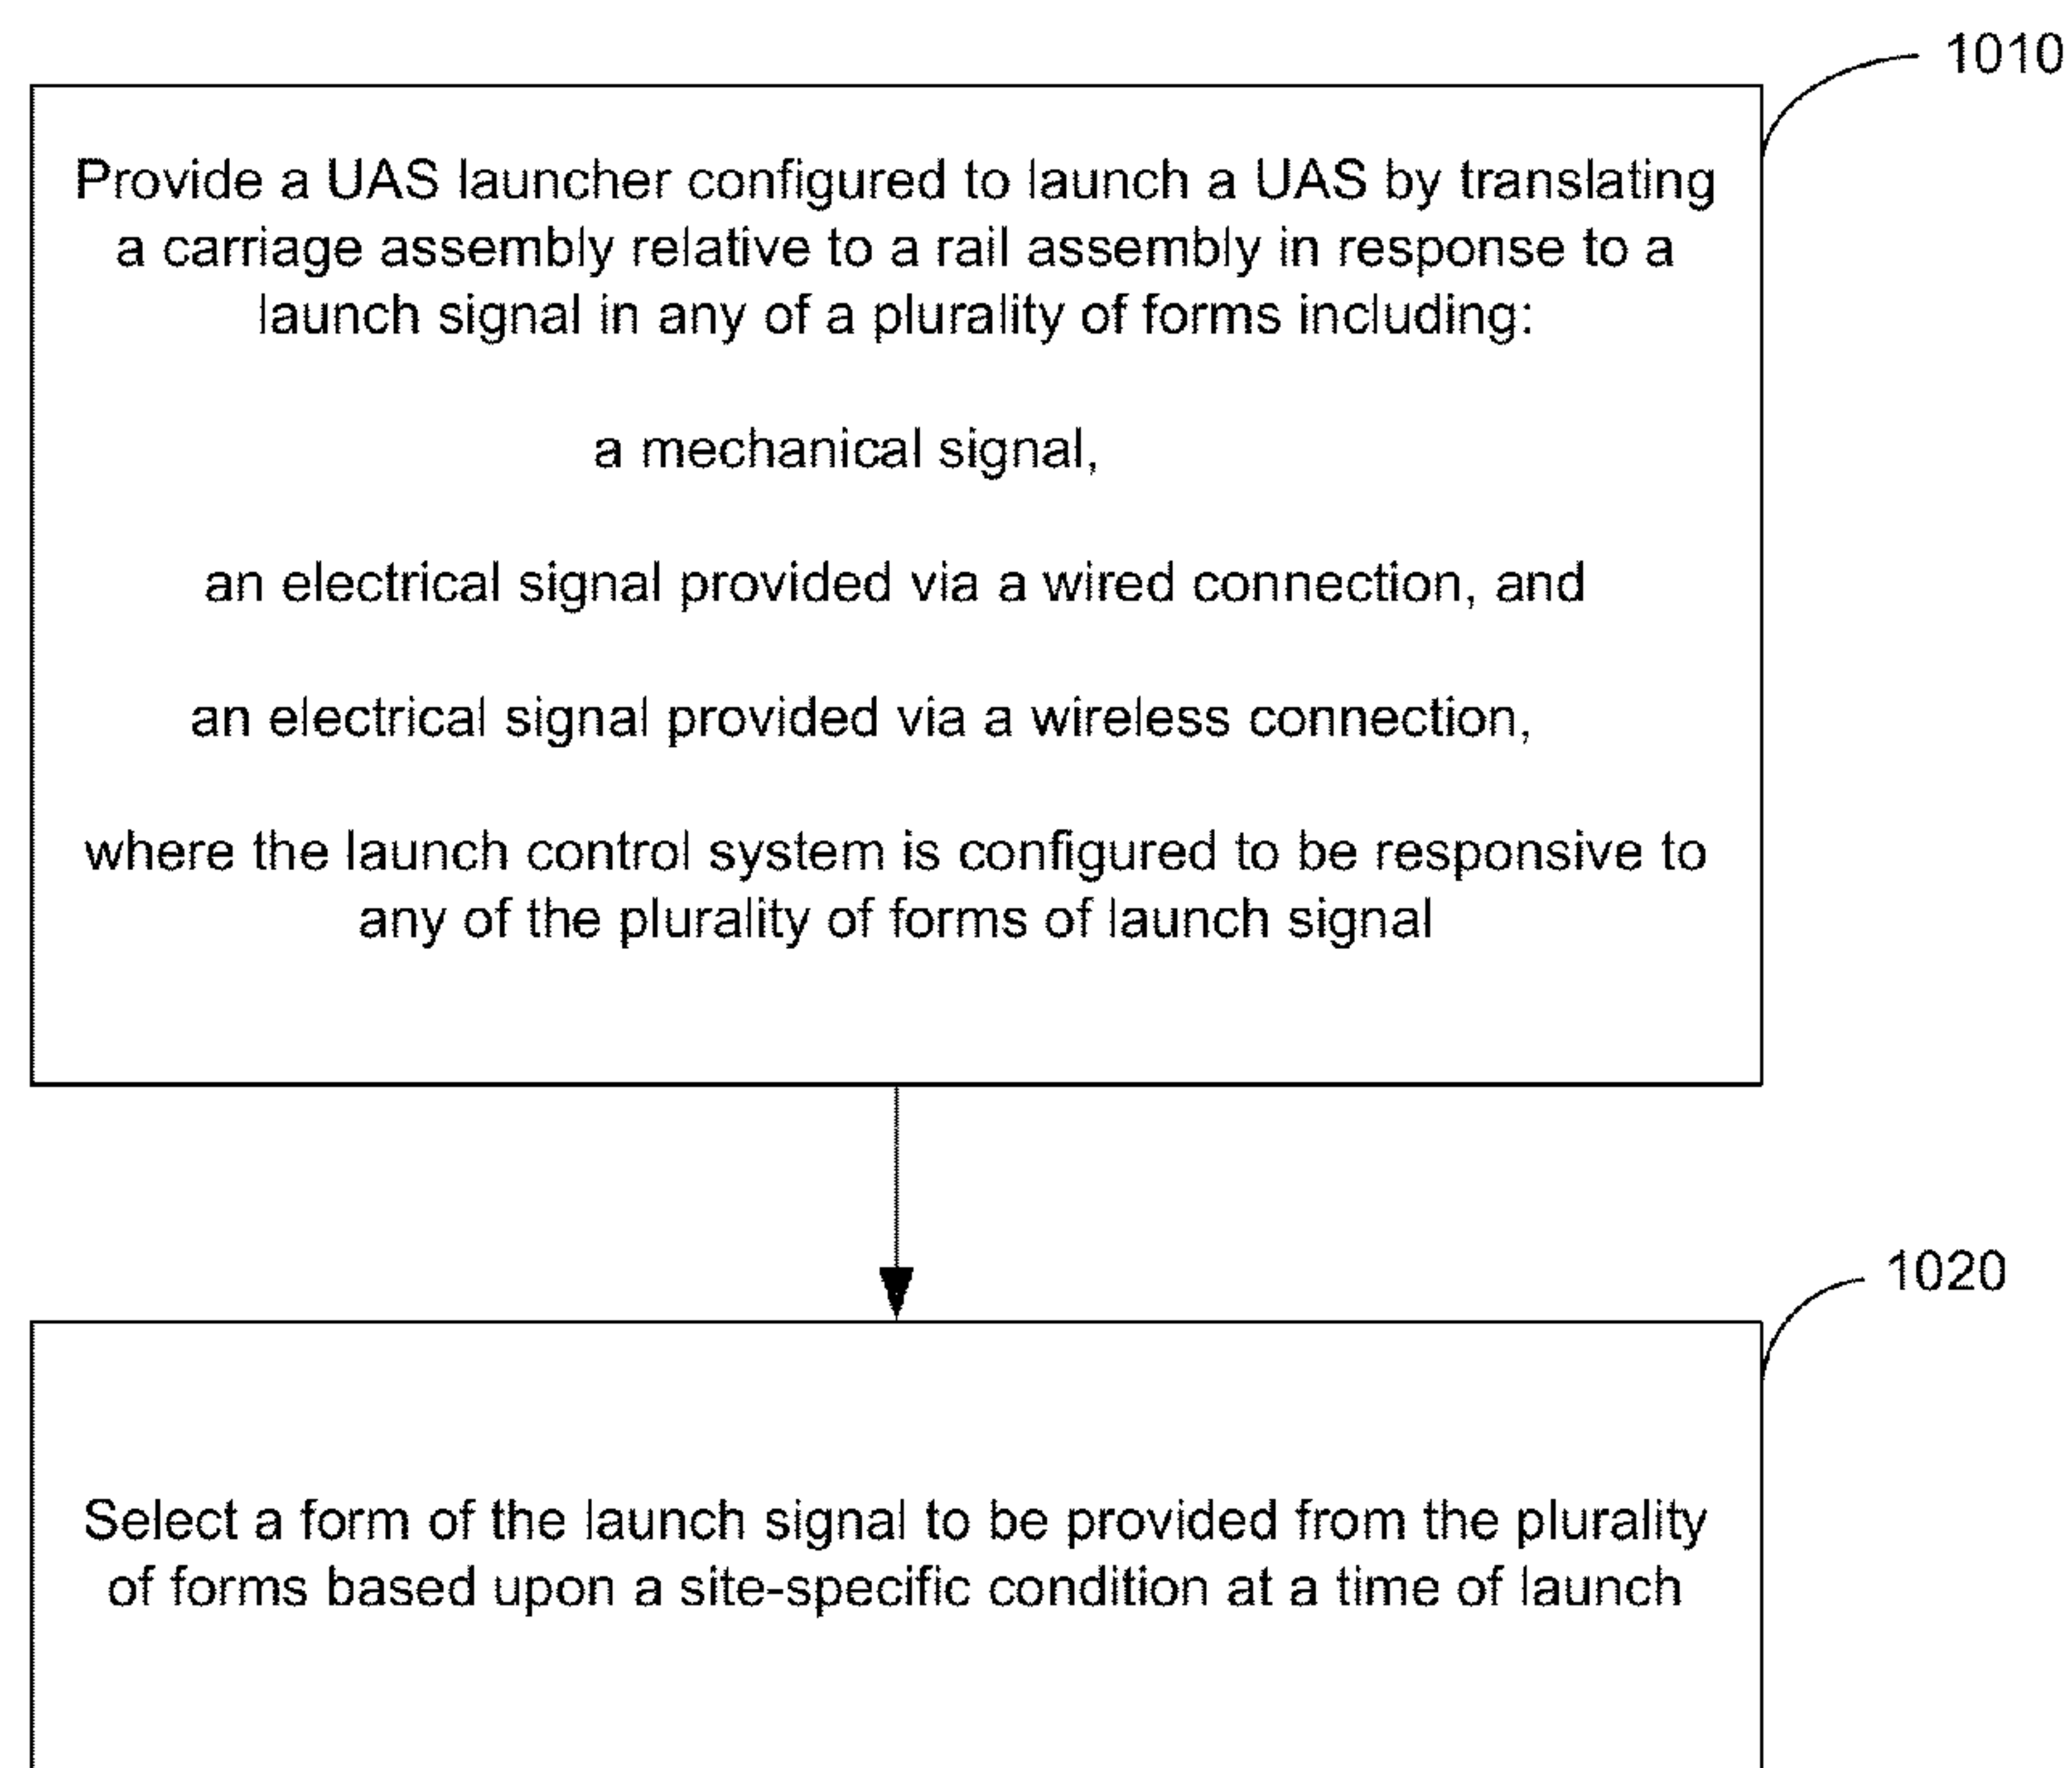 1010
Provide a UAS launcher configured to launch a UAS by translating
a carriage assembly relative to a rail assembly in response to a
launch signal in any of a plurality of forms including:
a mechanical signal,
an electrical signal provided via a wired connection, and
an electrical signal provided via a wireless connection,
where the launch control system is configured to be responsive to
any of the plurality of forms of launch signal
1020
Select a form of the launch signal to be provided from the plurality
of forms based upon a site-specific condition at a time of launch